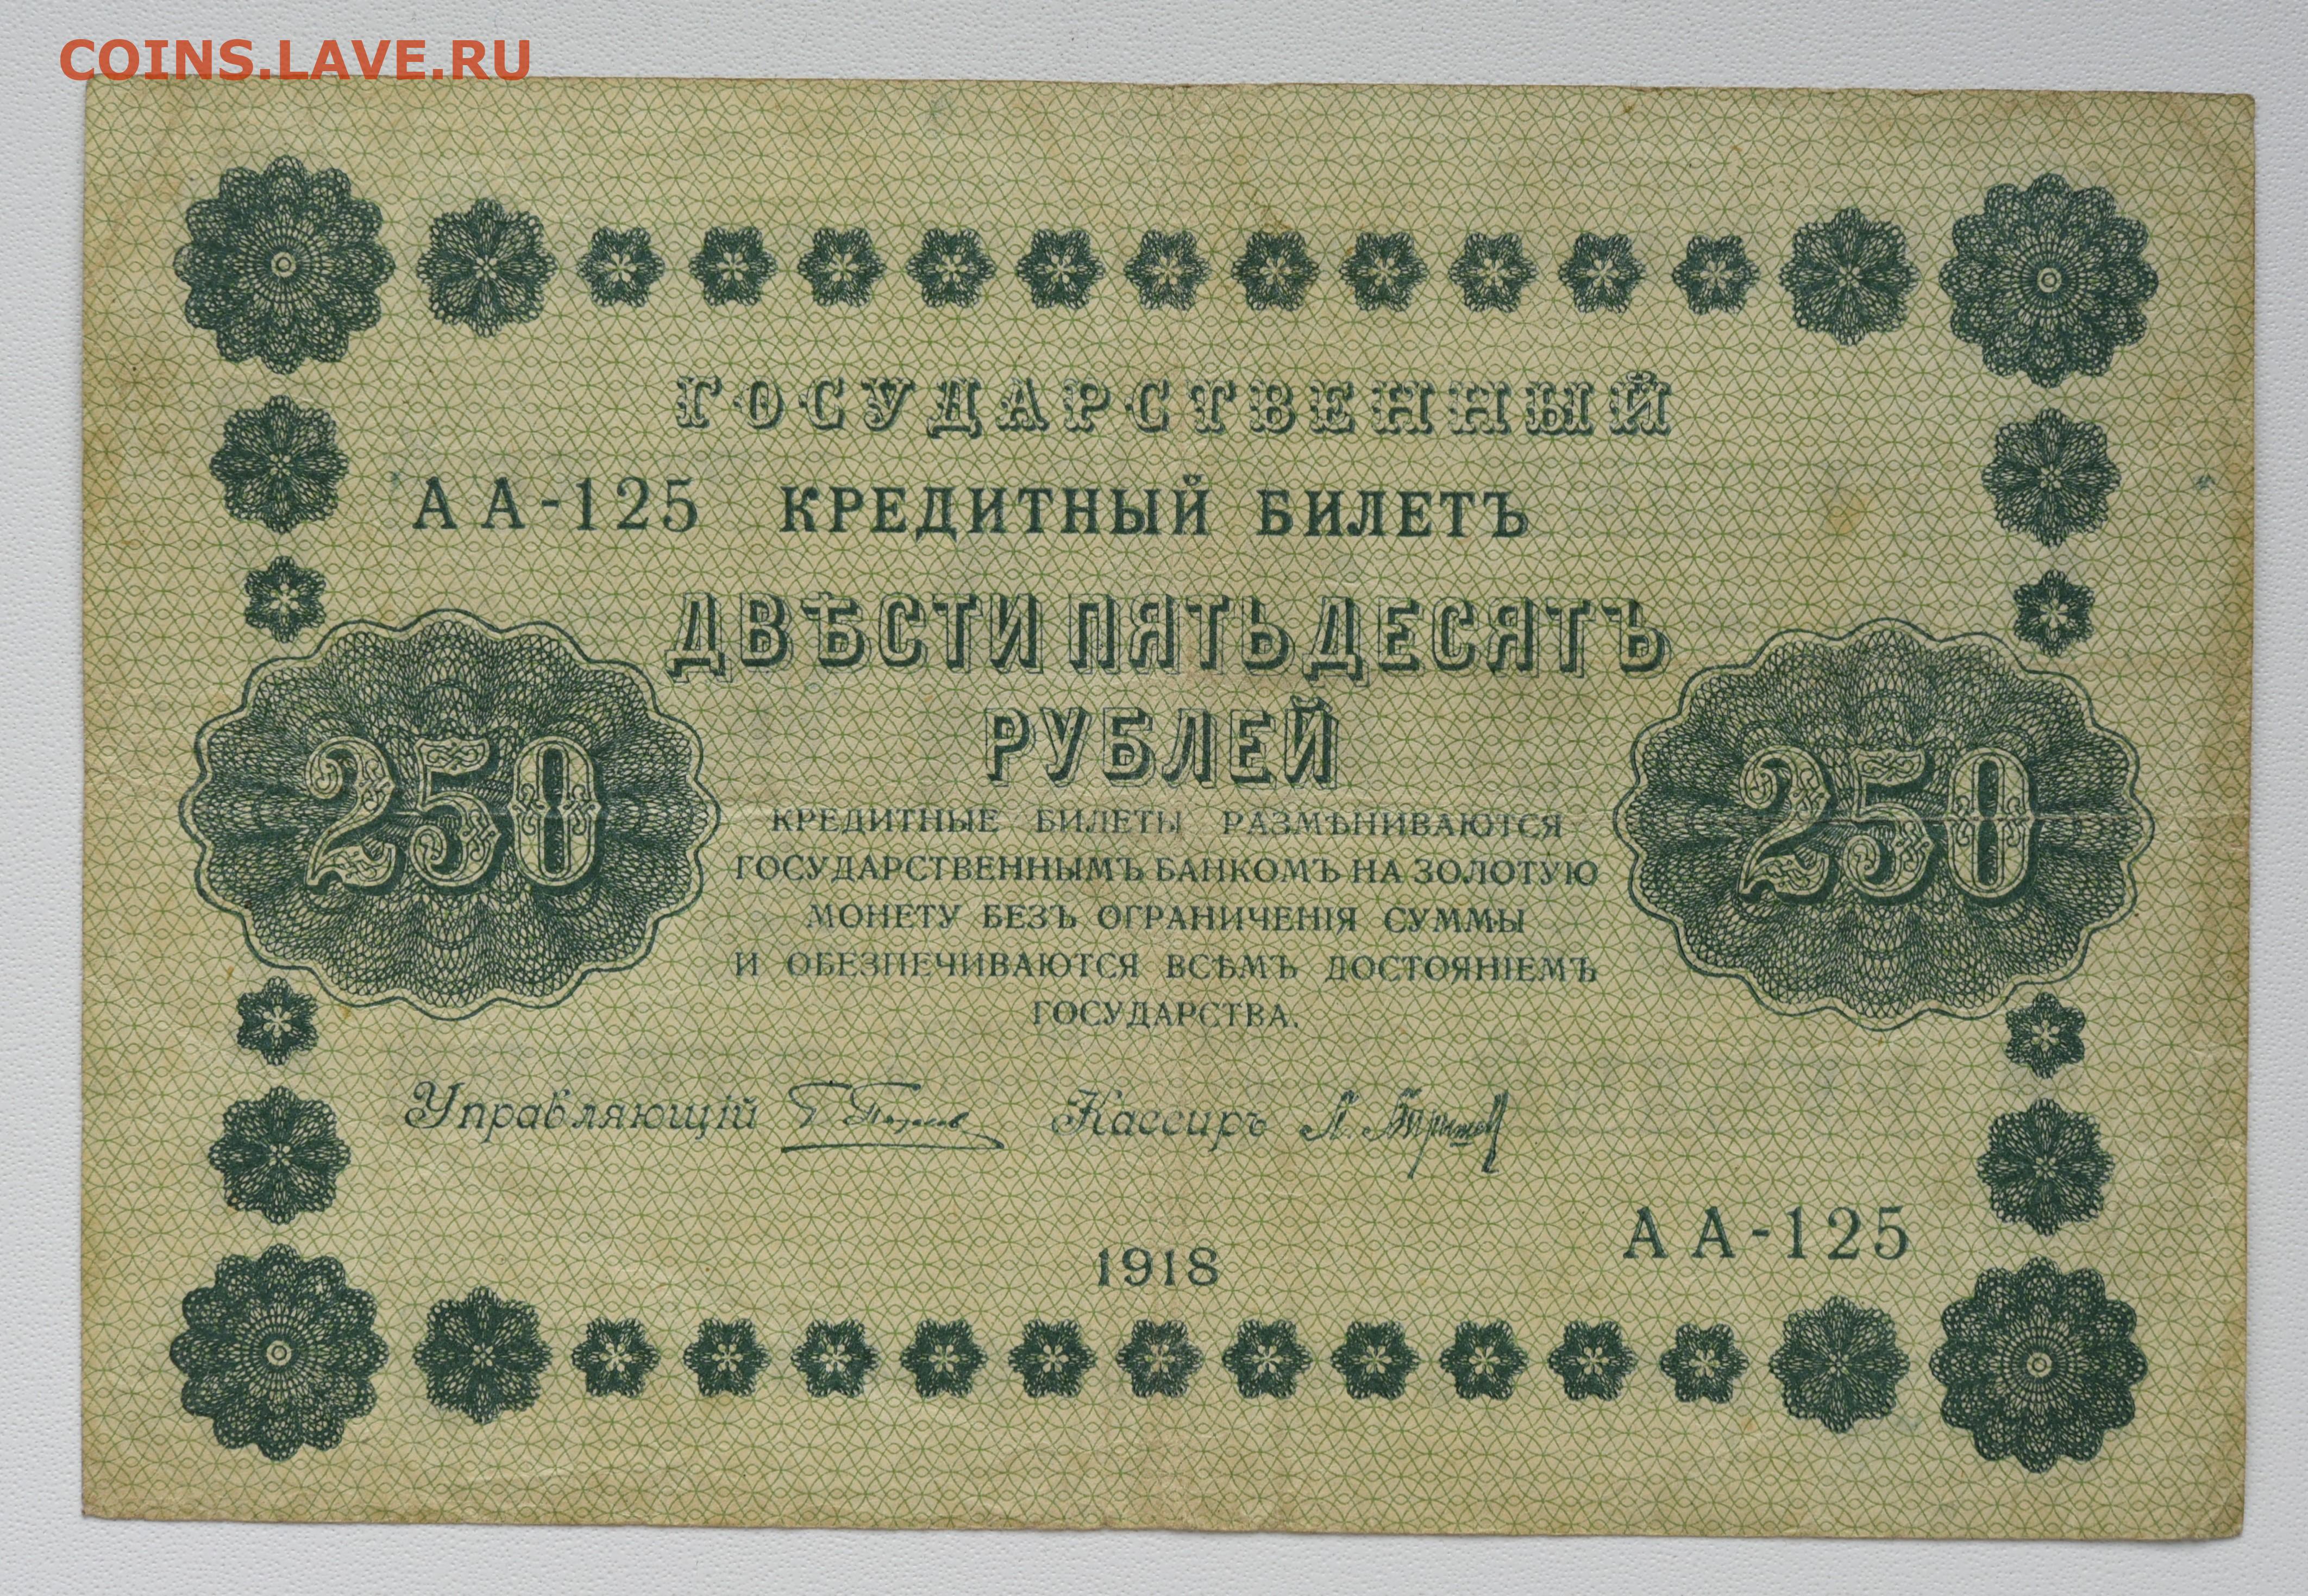 COINS.LAVE.RU
ГОСУДАРСТВЕННЫЙ
АА-125 КРЕДИТНЫЙ БИЛЕТЪ
ДВѢСТИ ПЯТЬДЕСЯТЪ
РУБЛЕЙ
250 250
КРЕДИТНЫЕ БИЛЕТЫ РАЗМѢНИВАЮТСЯ
ГОСУДАРСТВЕННЫМЪ БАНКОМЪ НА ЗОЛОТУЮ
МОНЕТУ БЕЗЪ ОГРАНИЧЕНІЯ СУММЫ
И ОБЕЗПЕЧИВАЮТСЯ ВСѢМЪ ДОСТОЯНІЕМЪ
ГОСУДАРСТВА.
Управляющій Кассиръ
АА-125
1918